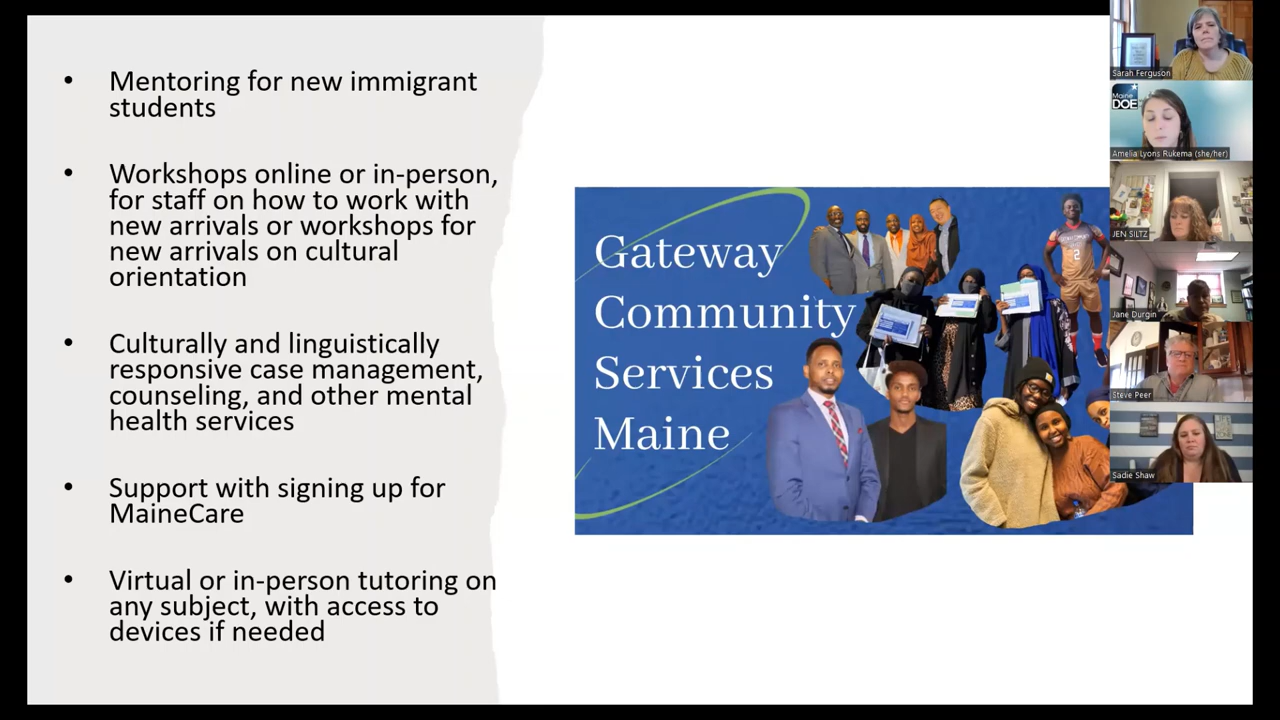 • Mentoring for new immigrant
students
• Workshops online or in-person,
for staff on how to work with
new arrivals or workshops for
new arrivals on cultural
orientation
• Culturally and linguistically
responsive case management,
counseling, and other mental
health services
• Support with signing up for
MaineCare
• Virtual or in-person tutoring on
any subject, with access to
devices if needed
Gateway
Community
Services
Maine
2
Sarah Ferguson
Maine
DOE
Amelia Lyons Rukema (she/her)
JEN SILTZ
Jane Durgin
Steve Peer
Sadie Shaw